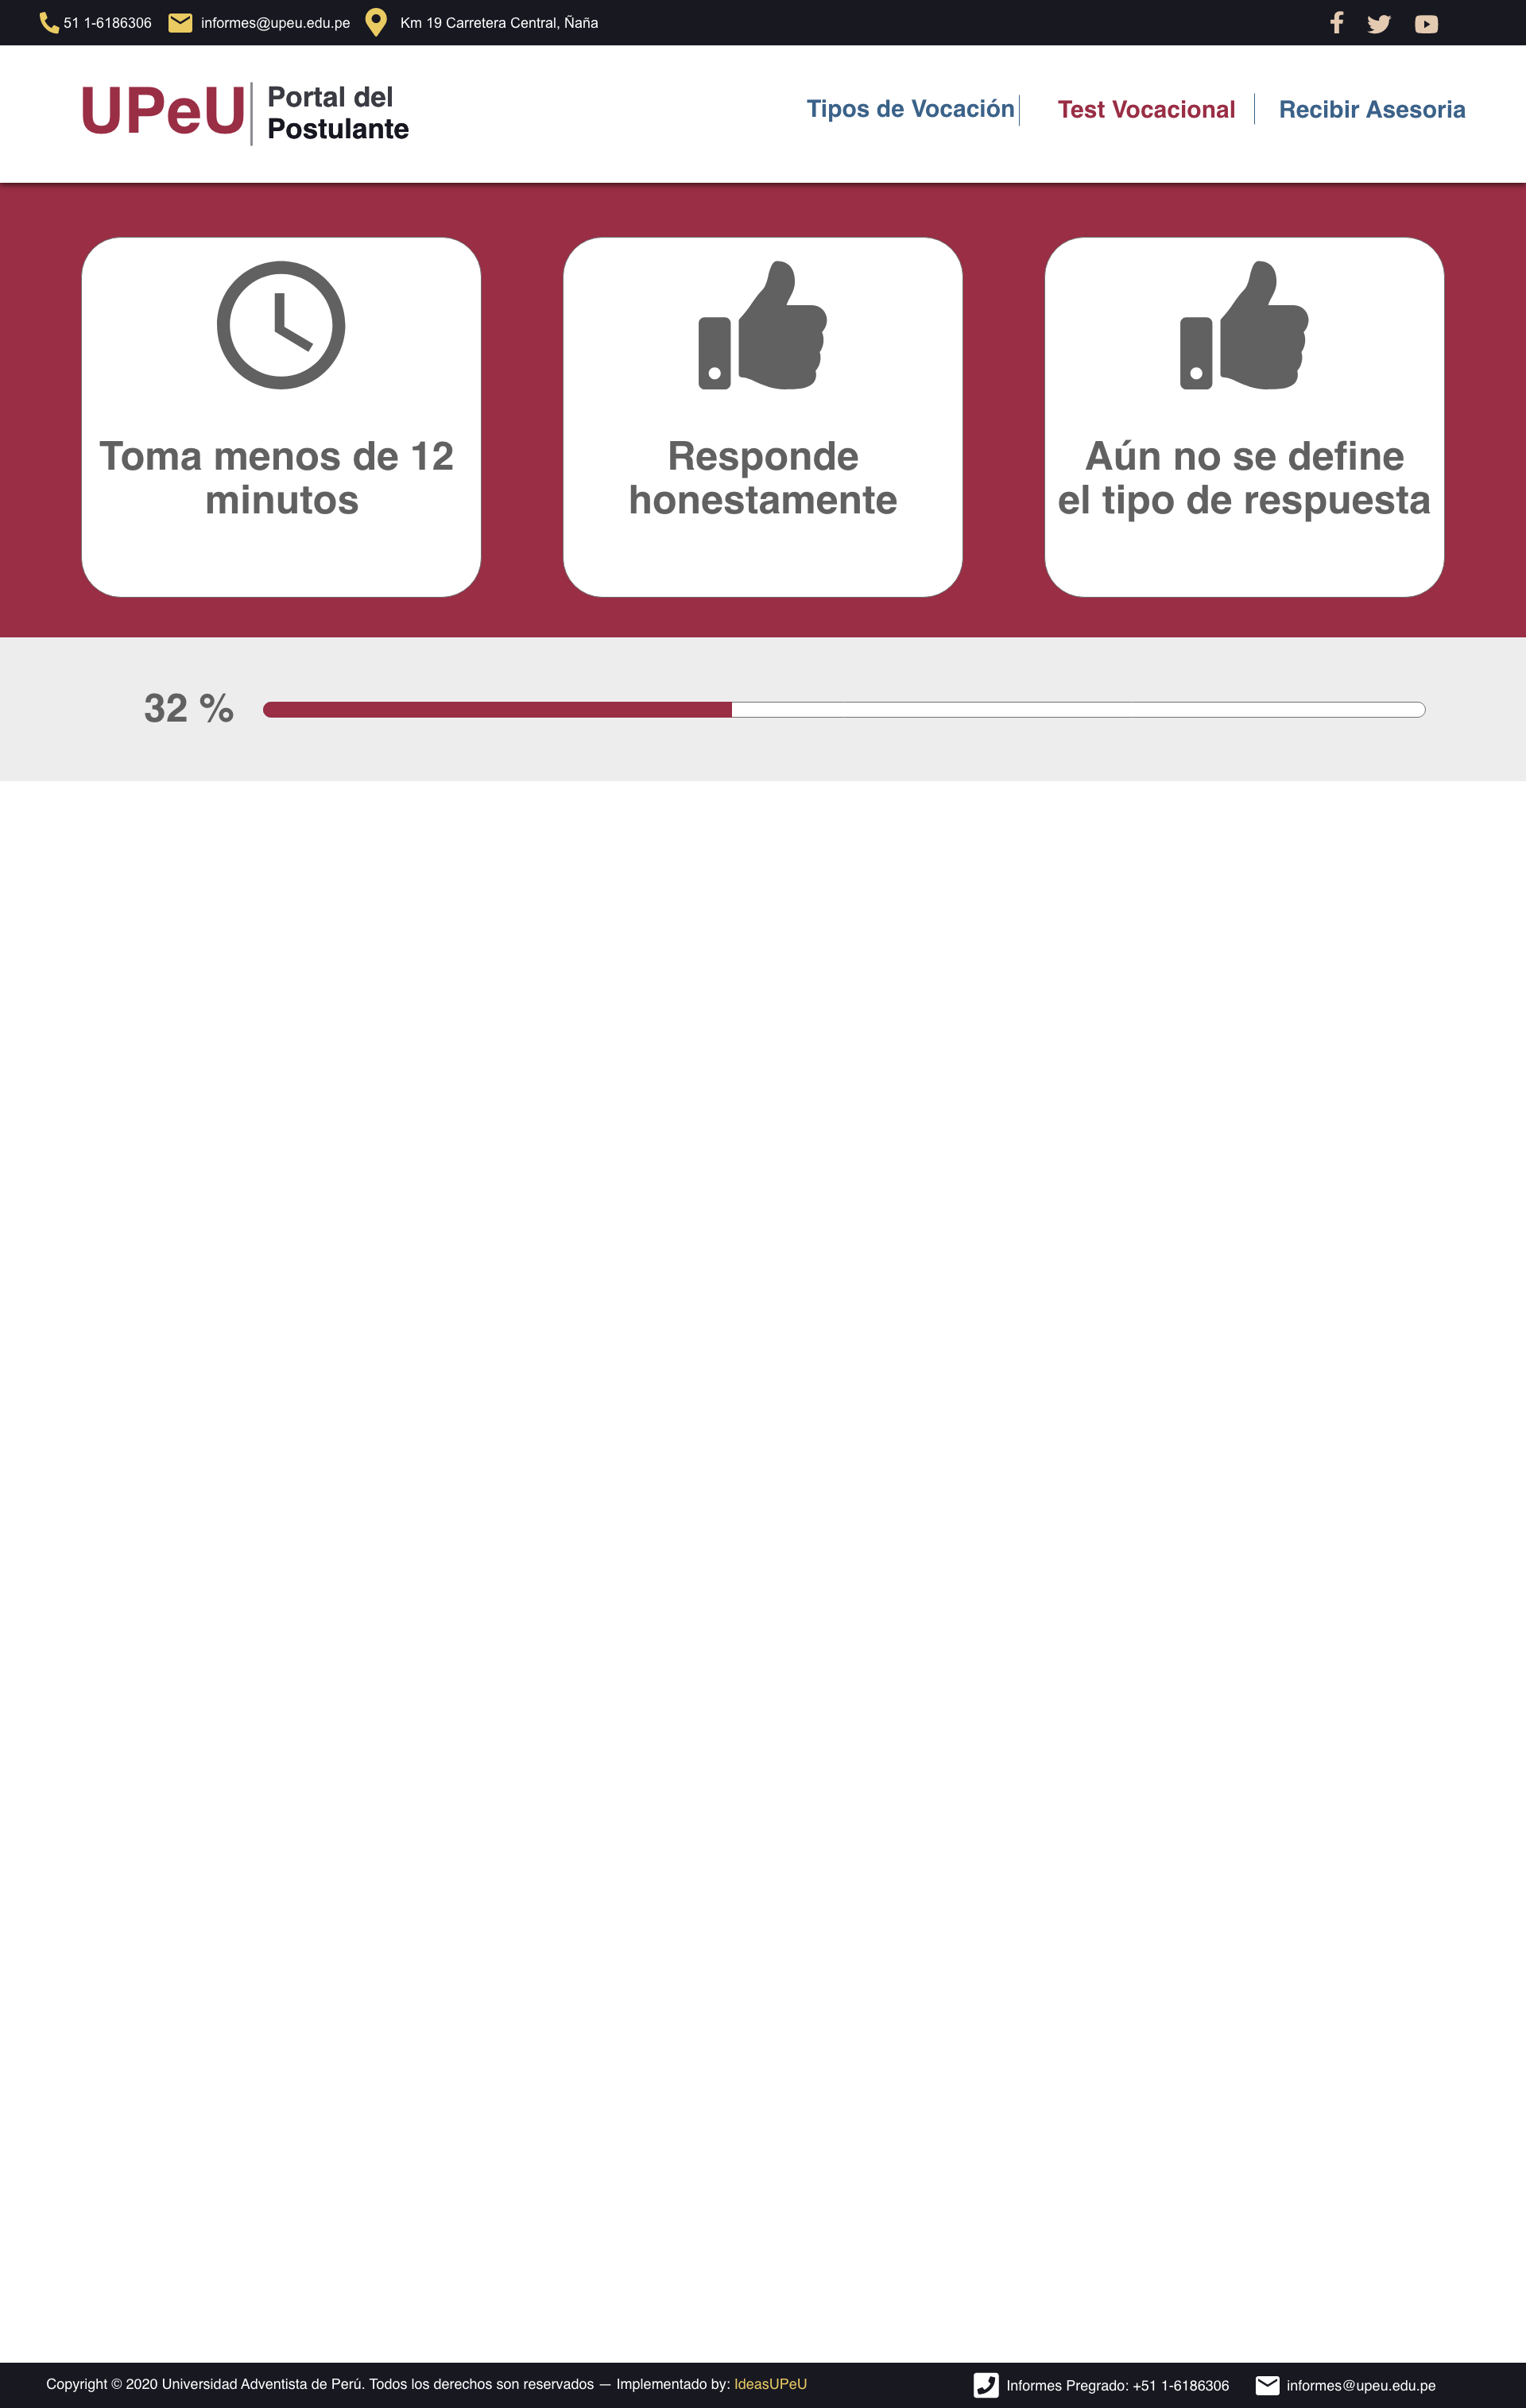 51 1-6186306 informes@upeu.edu.pe Km 19 Carretera Central, Ñaña
UPeU
Portal del
Postulante
Tipos de Vocación
Test Vocacional
Recibir Asesoria
Toma menos de 12
minutos
Responde
honestamente
Aún no se define
el tipo de respuesta
32 %
Copyright © 2020 Universidad Adventista de Perú. Todos los derechos son reservados — Implementado by: IdeasUPeU
Informes Pregrado: +51 1-6186306
informes@upeu.edu.pe